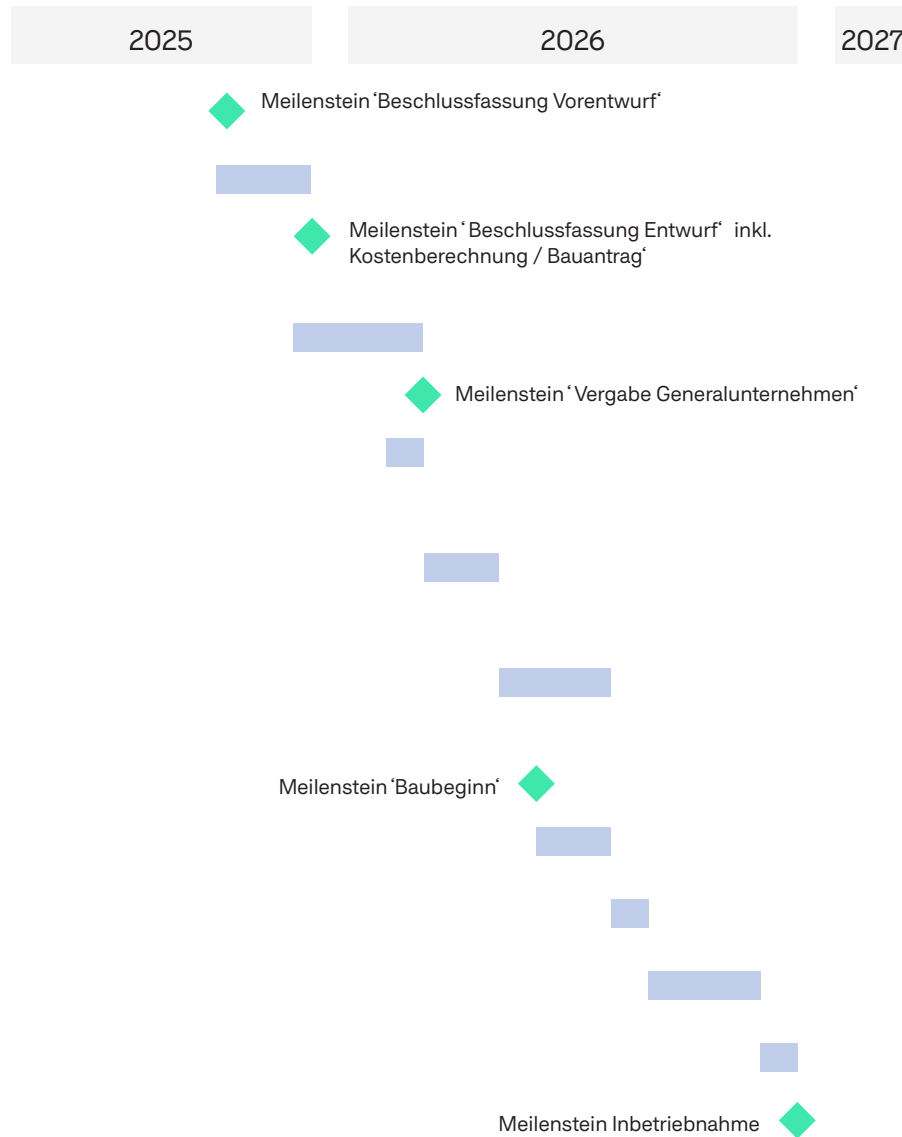 2025 2026 2027
Meilenstein ‘Beschlussfassung Vorentwurf‘
Meilenstein ‘ Beschlussfassung Entwurf‘ inkl.
Kostenberechnung / Bauantrag‘
Meilenstein ‘ Vergabe Generalunternehmen‘
Meilenstein ‘Baubeginn‘
Meilenstein Inbetriebnahme